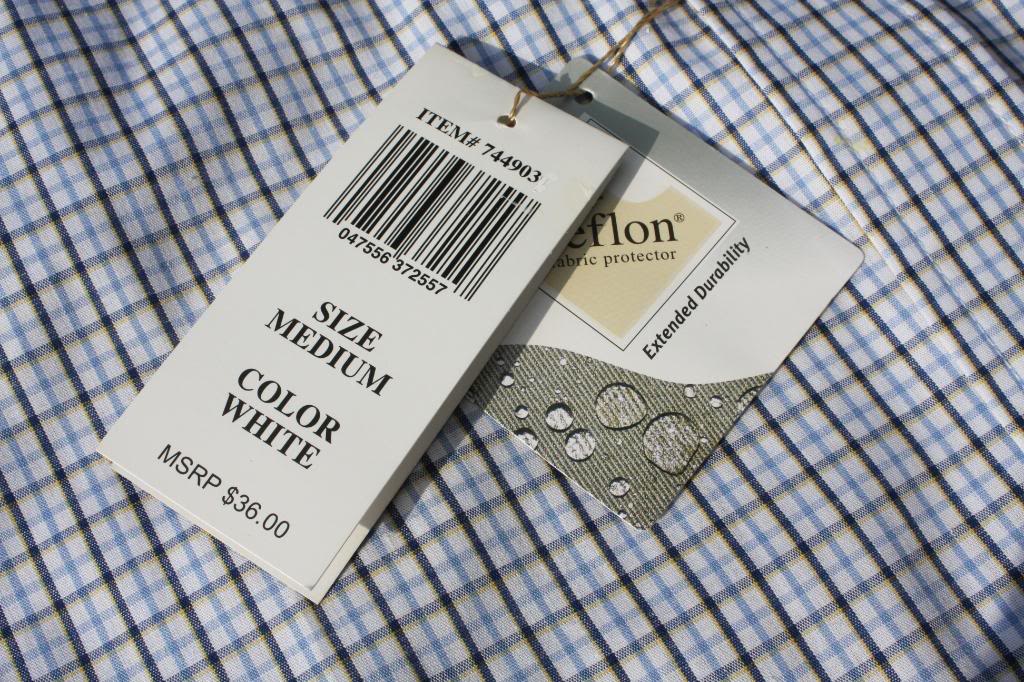 ITEM# 744903
047556 372557
SIZE
MEDIUM
COLOR
WHITE
MSRP $36.00
eflon®
abric protector
Extended Durability